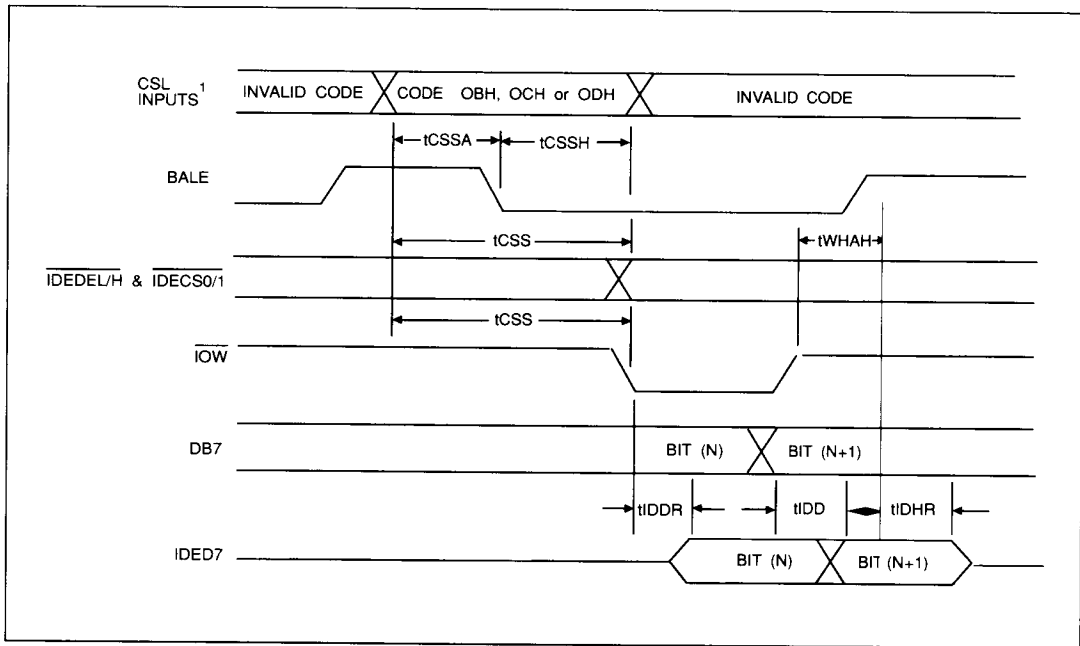 CSL
INPUTS¹
INVALID CODE
CODE OBH, OCH or ODH
INVALID CODE
tCSSA
tCSSH
BALE
tCSS
tWHAH
IDEDEL/H & IDECS0/1
tCSS
IOW
DB7
BIT (N)
BIT (N+1)
tIDDR
tIDD
tIDHR
IDED7
BIT (N)
BIT (N+1)